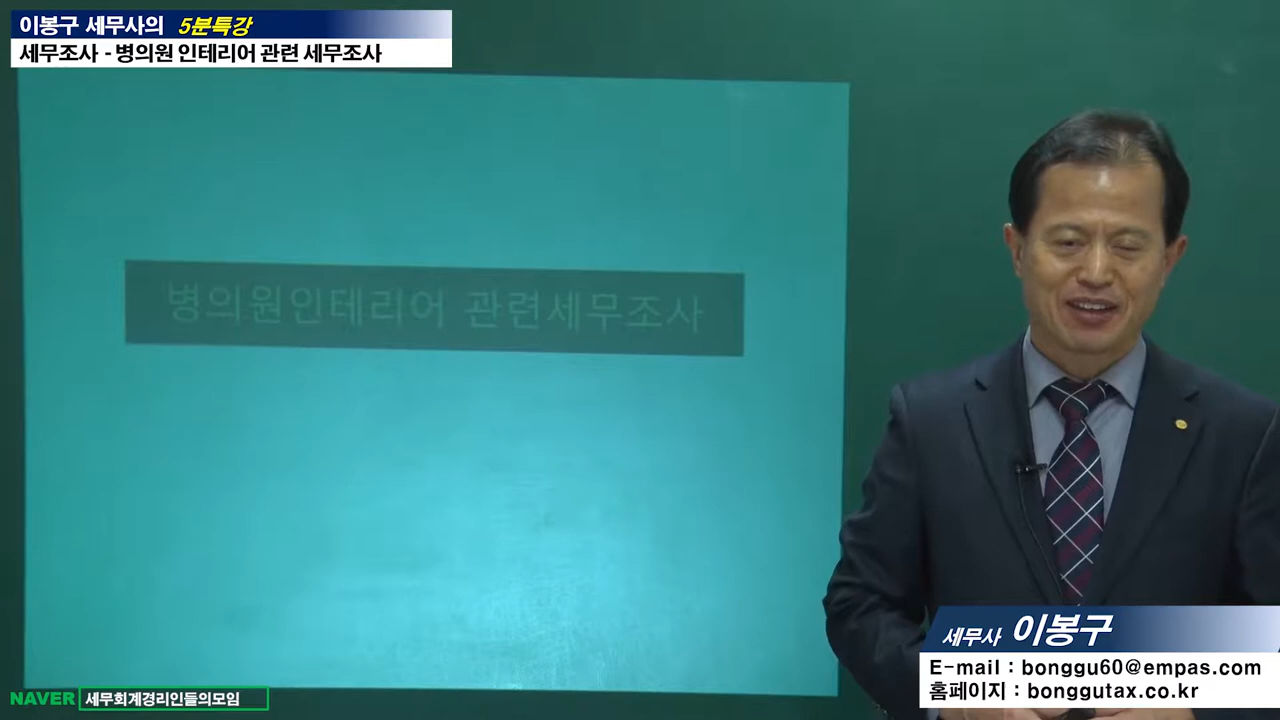 이봉구 세무사의 5분특강
세무조사 - 병의원 인테리어 관련 세무조사
병의원인테리어 관련세무조사
세무사 이봉구
E-mail : bonggu60@empas.com
홈페이지 : bonggutax.co.kr
NAVER 세무회계경리인들의모임